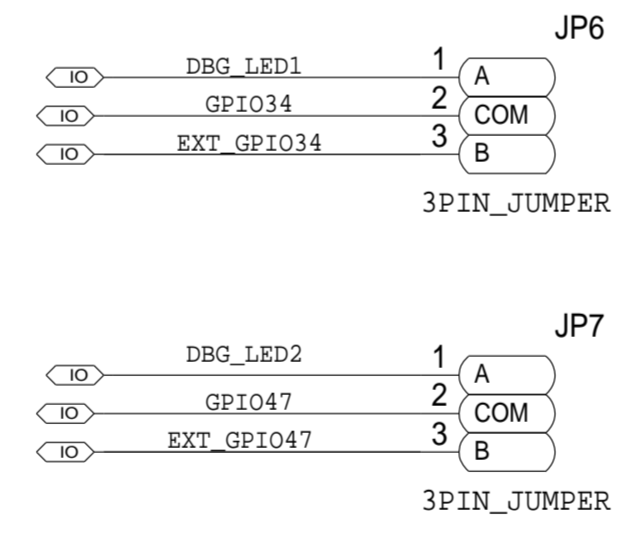 JP6
IO DBG_LED1 1 A
IO GPIO34 2 COM
IO EXT_GPIO34 3 B
3PIN_JUMPER
JP7
IO DBG_LED2 1 A
IO GPIO47 2 COM
IO EXT_GPIO47 3 B
3PIN_JUMPER